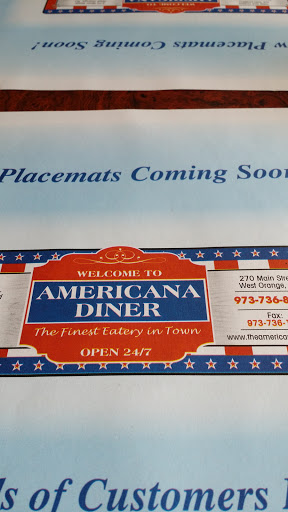 w Placemats Coming Soon!
Placemats Coming Soon
WELCOME TO
AMERICANA
DINER
The Finest Eatery in Town
OPEN 24/7
270 Main Stre
West Orange,
973-736-8
Fax:
973-736-
www.theamerica
s of Customers